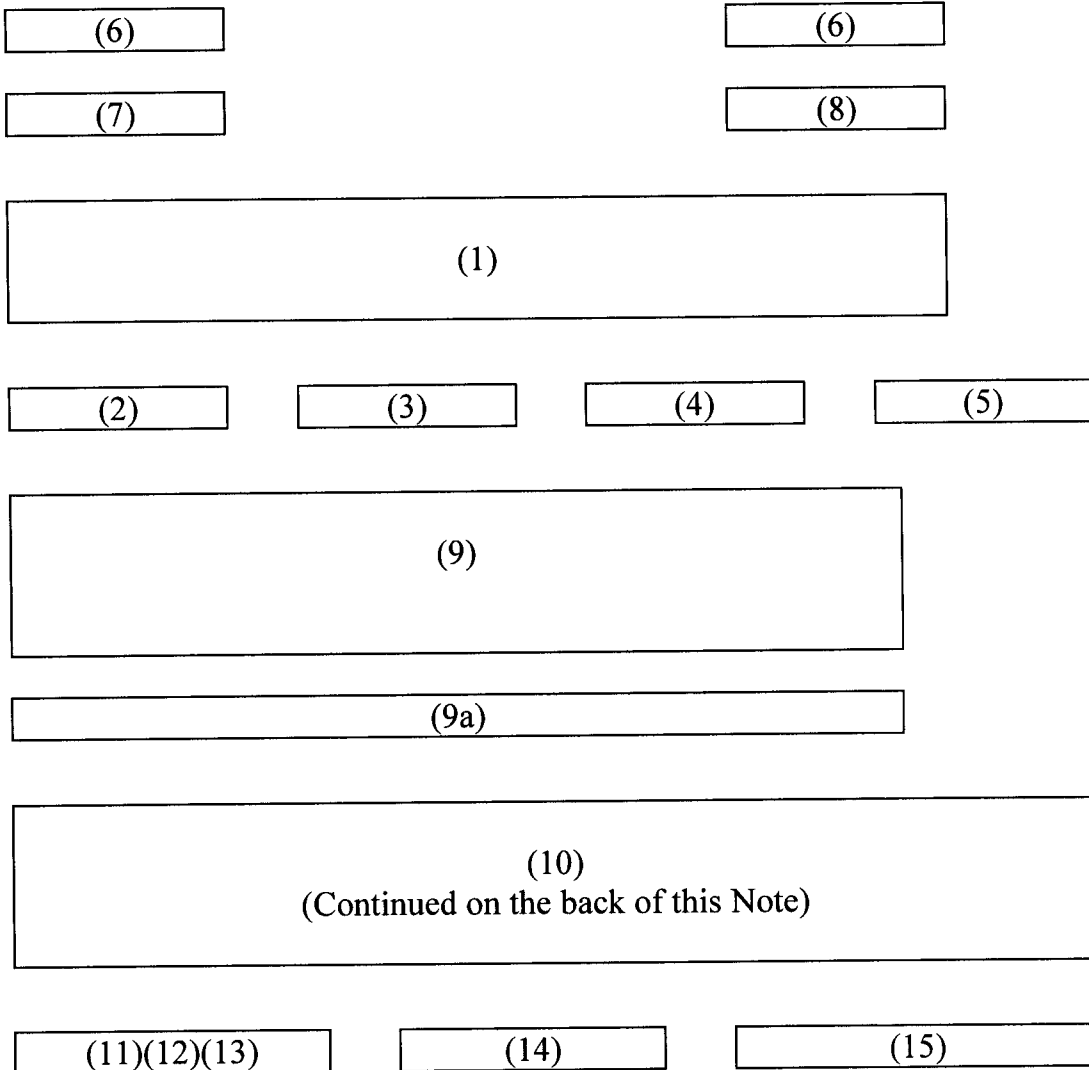 (6) (6)
(7) (8)
(1)
(2) (3) (4) (5)
(9)
(9a)
(10)
(Continued on the back of this Note)
(11)(12)(13) (14) (15)